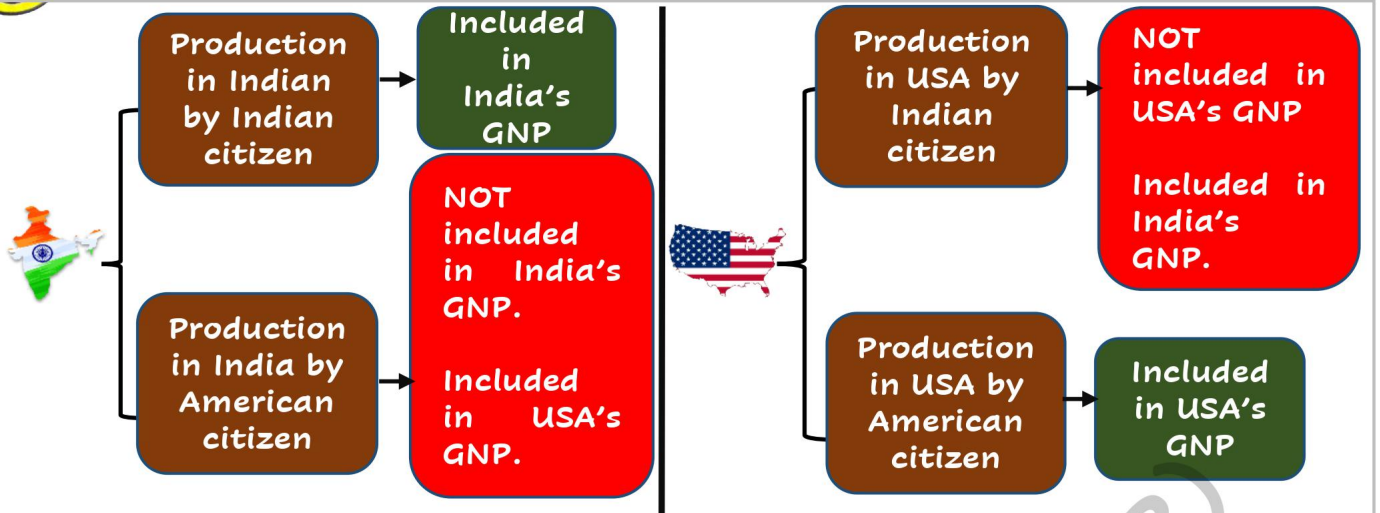 Production
in Indian
by Indian
citizen
Included
in
India's
GNP
Production
in India by
American
citizen
NOT
included
in India's
GNP.
Included
in USA's
GNP.
Production
in USA by
Indian
citizen
NOT
included in
USA's GNP
Included in
India's
GNP.
Production
in USA by
American
citizen
Included
in USA's
GNP